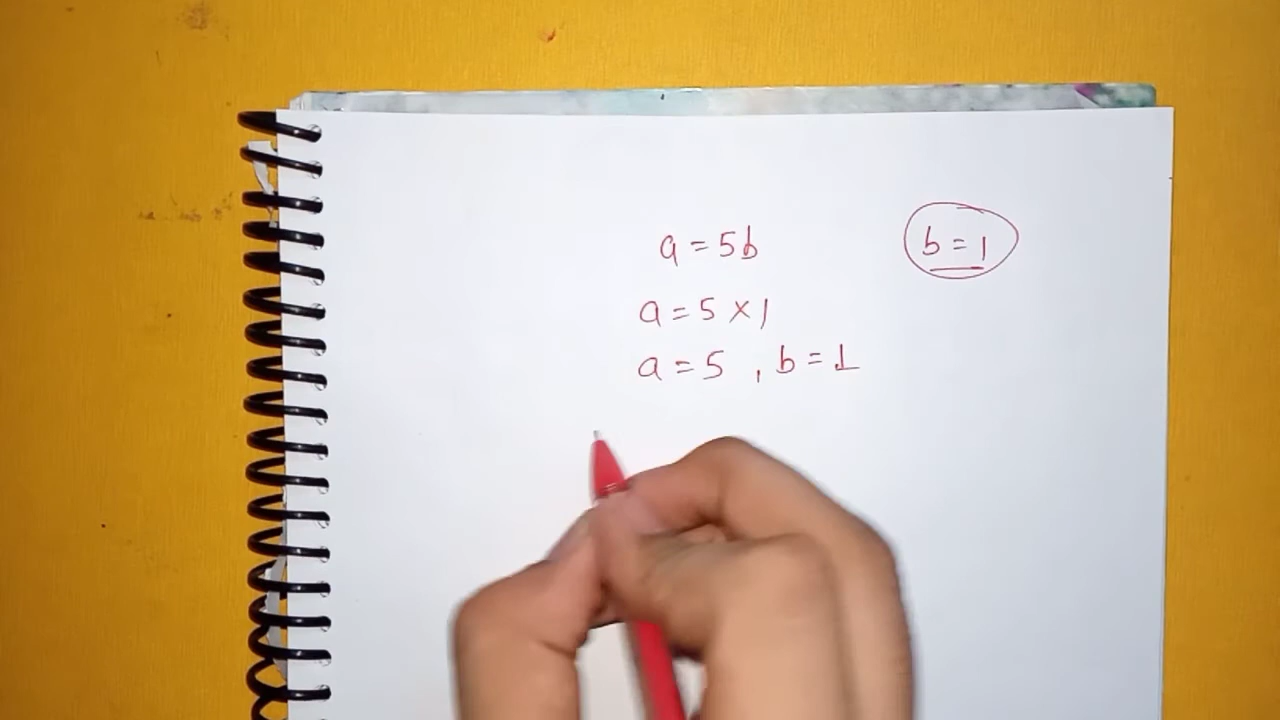 a = 5b
b = 1
a = 5 × 1
a = 5 , b = 1